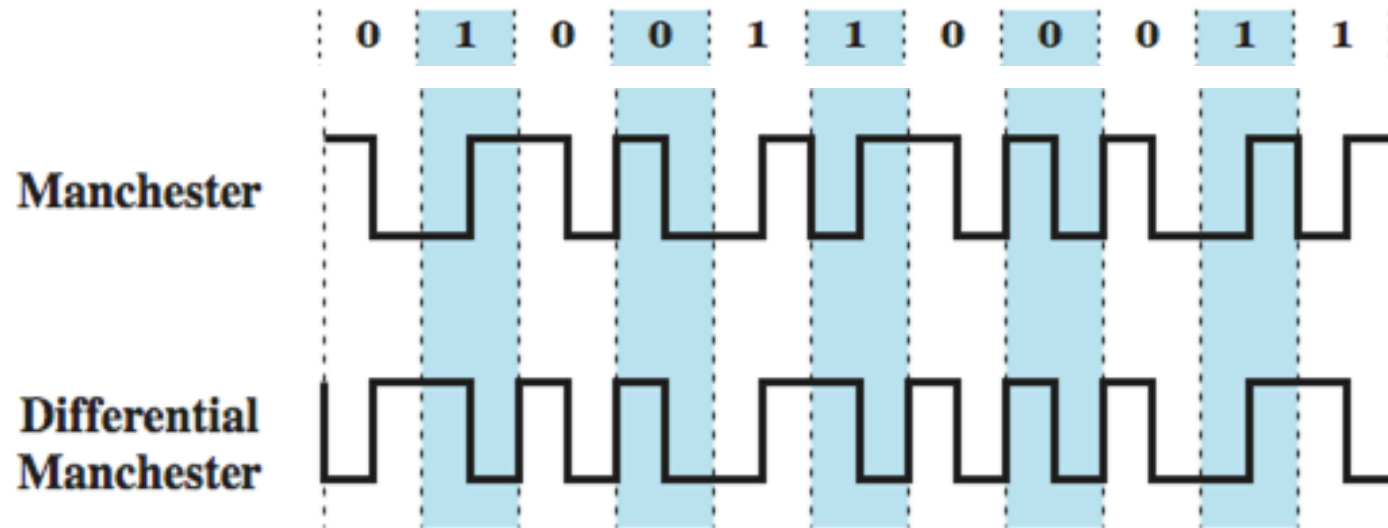 0 1 0 0 1 1 0 0 0 1 1
Manchester
Differential
Manchester